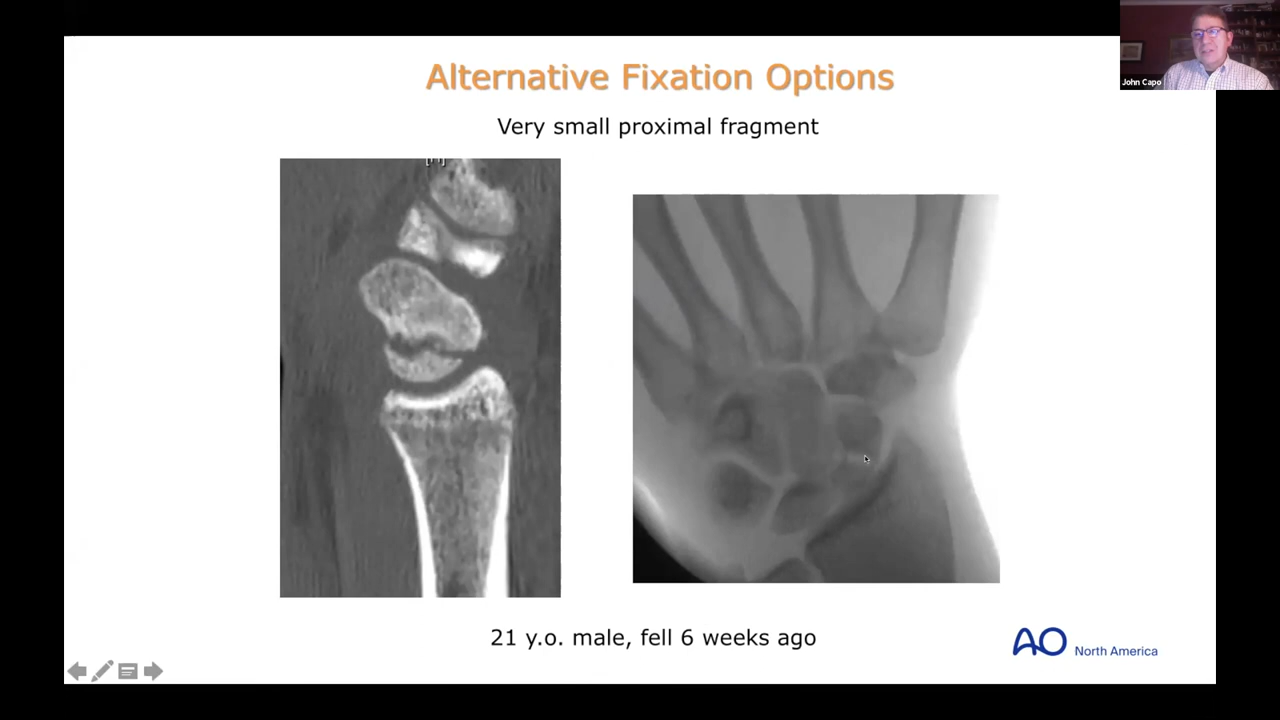 Alternative Fixation Options
John Capo
Very small proximal fragment
21 y.o. male, fell 6 weeks ago
AO
North America